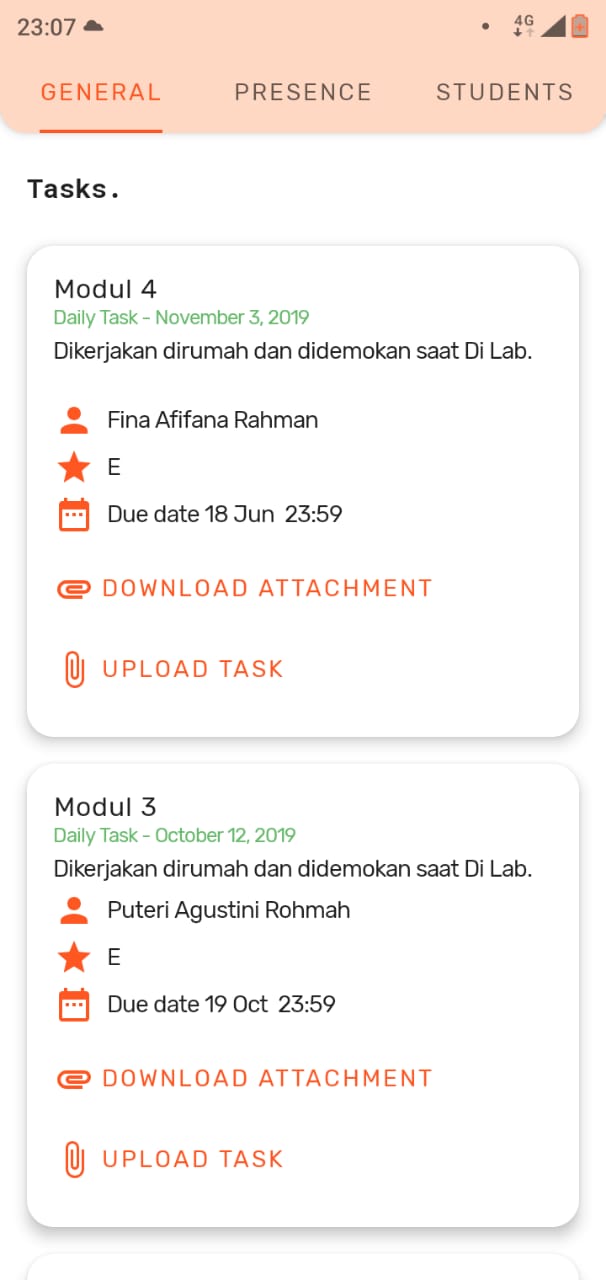 23:07
4G
GENERAL PRESENCE STUDENTS
Tasks.
Modul 4
Daily Task - November 3, 2019
Dikerjakan dirumah dan didemokan saat Di Lab.
Fina Afifana Rahman
E
Due date 18 Jun 23:59
DOWNLOAD ATTACHMENT
UPLOAD TASK
Modul 3
Daily Task - October 12, 2019
Dikerjakan dirumah dan didemokan saat Di Lab.
Puteri Agustini Rohmah
E
Due date 19 Oct 23:59
DOWNLOAD ATTACHMENT
UPLOAD TASK